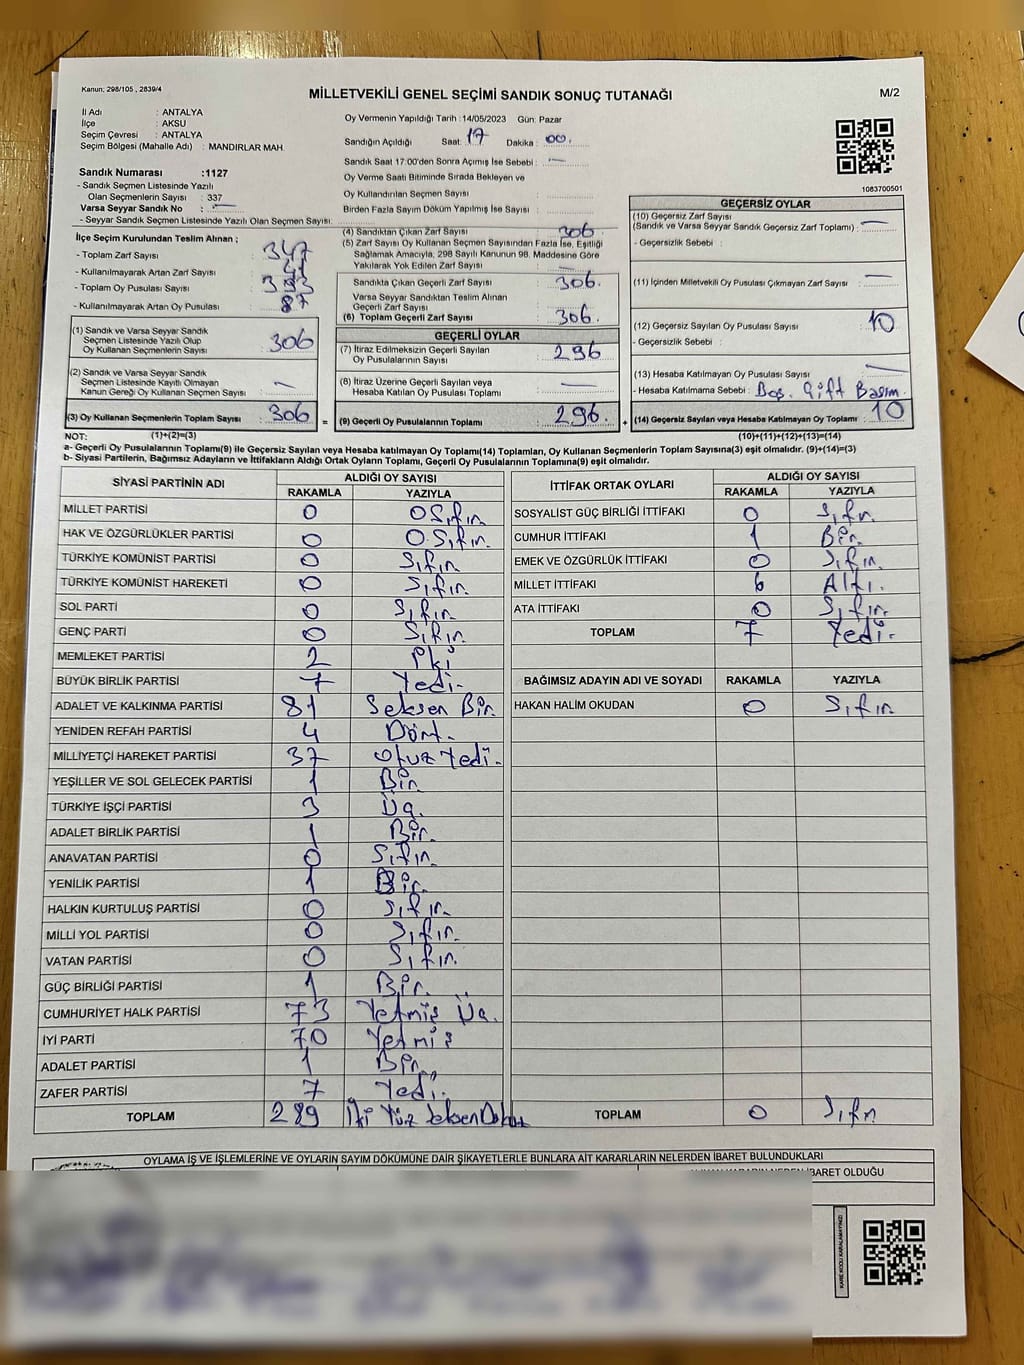 Kanun: 298/105 , 2839/4
MİLLETVEKİLİ GENEL SEÇİMİ SANDIK SONUÇ TUTANAĞI
M/2
İl Adı : ANTALYA
İlçe : AKSU
Seçim Çevresi : ANTALYA
Seçim Bölgesi (Mahalle Adı) : MANDIRLAR MAH.
Sandık Numarası :1127
- Sandık Seçmen Listesinde Yazılı
Olan Seçmenlerin Sayısı : 337
Varsa Seyyar Sandık No : —
- Seyyar Sandık Seçmen Listesinde Yazılı Olan Seçmen Sayısı:
Oy Vermenin Yapıldığı Tarih : 14/05/2023 Gün: Pazar
Sandığın Açıldığı Saat: 17 Dakika : 00.
Sandık Saat 17:00'den Sonra Açımış İse Sebebi : —
Oy Verme Saati Bitiminde Sırada Bekleyen ve
Oy Kullandırılan Seçmen Sayısı :
Birden Fazla Sayım Döküm Yapılmış İse Sayısı :
1083700501
İlçe Seçim Kurulundan Teslim Alınan ;
- Toplam Zarf Sayısı : 347
- Kullanılmayarak Artan Zarf Sayısı : 41
- Toplam Oy Pusulası Sayısı : 393
- Kullanılmayarak Artan Oy Pusulası : 87
(1) Sandık ve Varsa Seyyar Sandık
Seçmen Listesinde Yazılı Olup
Oy Kullanan Seçmenlerin Sayısı : 306
(2) Sandık ve Varsa Seyyar Sandık
Seçmen Listesinde Kayıtlı Olmayan
Kanun Gereği Oy Kullanan Seçmen Sayısı : —
(3) Oy Kullanan Seçmenlerin Toplam Sayısı : 306
(4) Sandıktan Çıkan Zarf Sayısı : 306
(5) Zarf Sayısı Oy Kullanan Seçmen Sayısından Fazla İse, Eşitliği
Sağlamak Amacıyla, 298 Sayılı Kanunun 98. Maddesine Göre
Yakılarak Yok Edilen Zarf Sayısı : —
Sandıkta Çıkan Geçerli Zarf Sayısı : 306.
Varsa Seyyar Sandıktan Teslim Alınan
Geçerli Zarf Sayısı :
(6) Toplam Geçerli Zarf Sayısı : 306.
GEÇERLİ OYLAR
(7) İtiraz Edilmeksizin Geçerli Sayılan
Oy Pusulalarının Sayısı : 296
(8) İtiraz Üzerine Geçerli Sayılan veya
Hesaba Katılan Oy Pusulaları Toplamı : —
= (9) Geçerli Oy Pusulalarının Toplamı : 296.
GEÇERSİZ OYLAR
(10) Geçersiz Zarf Sayısı
(Sandık ve Varsa Seyyar Sandık Geçersiz Zarf Toplamı) : —
- Geçersizlik Sebebi :
(11) İçinden Milletvekili Oy Pusulası Çıkmayan Zarf Sayısı : —
(12) Geçersiz Sayılan Oy Pusulası Sayısı : 10
- Geçersizlik Sebebi :
(13) Hesaba Katılmayan Oy Pusulası Sayısı : —
- Hesaba Katılmama Sebebi : Boş. Çift Basım.
+ (14) Geçersiz Sayılan veya Hesaba Katılmayan Oy Toplamı : 10
NOT: (1)+(2)=(3) (10)+(11)+(12)+(13)=(14)
a- Geçerli Oy Pusulalarının Toplamı(9) ile Geçersiz Sayılan veya Hesaba katılmayan Oy Toplamı(14) Toplamları, Oy Kullanan Seçmenlerin Toplam Sayısına(3) eşit olmalıdır. (9)+(14)=(3)
b- Siyasi Partilerin, Bağımsız Adayların ve İttifakların Aldığı Ortak Oyların Toplamı, Geçerli Oy Pusulalarının Toplamına(9) eşit olmalıdır.
SİYASİ PARTİNİN ADI ALDIĞI OY SAYISI
RAKAMLA YAZIYLA
MİLLET PARTİSİ 0 0 Sıfır.
HAK VE ÖZGÜRLÜKLER PARTİSİ 0 0. Sıfır.
TÜRKİYE KOMÜNİST PARTİSİ 0 Sıfır.
TÜRKİYE KOMÜNİST HAREKETİ 0 Sıfır.
SOL PARTİ 0 Sıfır.
GENÇ PARTİ 0 Sıfır.
MEMLEKET PARTİSİ 2 İki
BÜYÜK BİRLİK PARTİSİ 7 Yedi.
ADALET VE KALKINMA PARTİSİ 81 Seksen Bir.
YENİDEN REFAH PARTİSİ 4 Dört.
MİLLİYETÇİ HAREKET PARTİSİ 37 Otuz Yedi.
YEŞİLLER VE SOL GELECEK PARTİSİ 1 Bir.
TÜRKİYE İŞÇİ PARTİSİ 3 Üç.
ADALET BİRLİK PARTİSİ 1 Bir.
ANAVATAN PARTİSİ 0 Sıfır.
YENİLİK PARTİSİ 1 Bir.
HALKIN KURTULUŞ PARTİSİ 0 Sıfır.
MİLLİ YOL PARTİSİ 0 Sıfır.
VATAN PARTİSİ 0 Sıfır.
GÜÇ BİRLİĞİ PARTİSİ 1 Bir.
CUMHURİYET HALK PARTİSİ 73 Yetmiş Üç.
İYİ PARTİ 70 Yetmiş
ADALET PARTİSİ 1 Bir.
ZAFER PARTİSİ 7 Yedi.
TOPLAM 289 İki Yüz Seksen Dokuz
İTTİFAK ORTAK OYLARI ALDIĞI OY SAYISI
RAKAMLA YAZIYLA
SOSYALİST GÜÇ BİRLİĞİ İTTİFAKI 0 Sıfır
CUMHUR İTTİFAKI 1 Bir.
EMEK VE ÖZGÜRLÜK İTTİFAKI 0 Sıfır
MİLLET İTTİFAKI 6 Altı.
ATA İTTİFAKI 0 Sıfır.
TOPLAM 7 Yedi.
BAĞIMSIZ ADAYIN ADI VE SOYADI RAKAMLA YAZIYLA
HAKAN HALİM OKUDAN 0 Sıfır
TOPLAM 0 Sıfır
OYLAMA İŞ VE İŞLEMLERİNE VE OYLARIN SAYIM DÖKÜMÜNE DAİR ŞİKAYETLERLE BUNLARA AİT KARARLARIN NELERDEN İBARET BULUNDUKLARI
İBARET OLDUĞU
KARE KODU KARALAMAYINIZ!